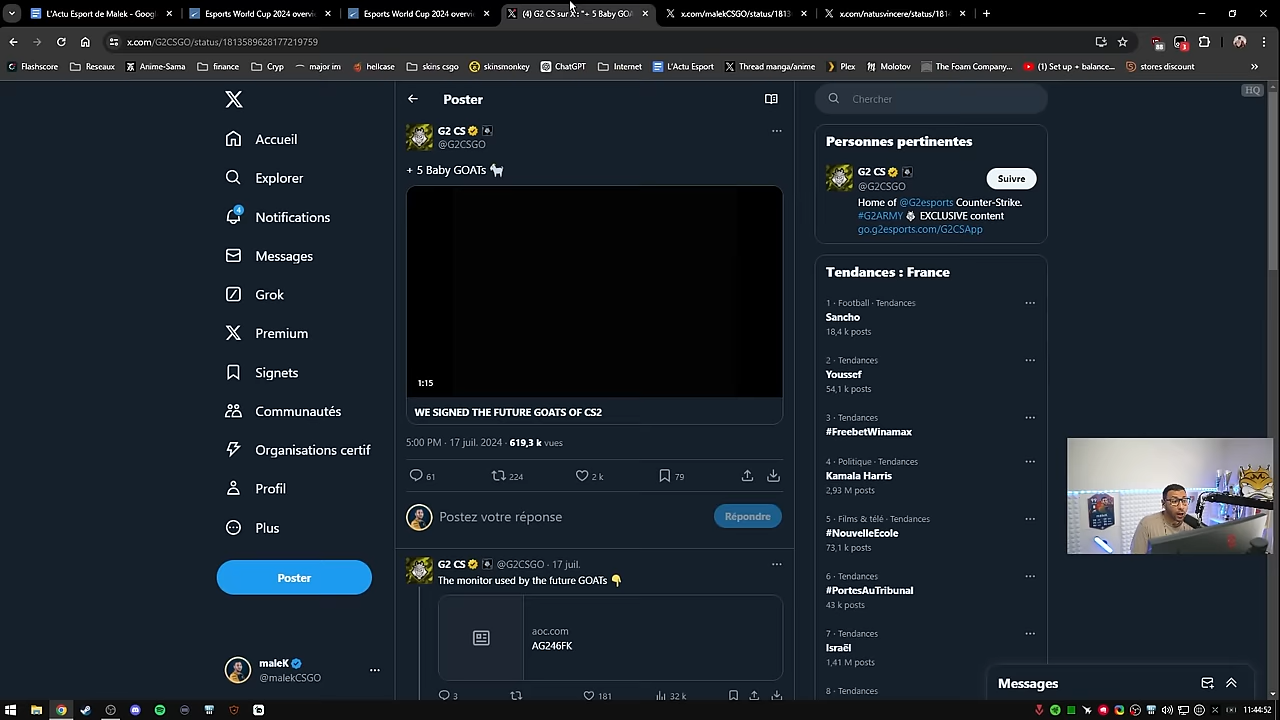 L'Actu Esport de Malek - Googl
Esports World Cup 2024 overvi
Esports World Cup 2024 overvi
(4) G2 CS sur X : "+ 5 Baby GOA
x.com/malekCSGO/status/1813
x.com/natusvincere/status/181
x.com/G2CSGO/status/1813589628177219759
Flashscore
Reseaux
Anime-Sama
finance
Cryp
major im
hellcase
skins csgo
skinsmonkey
ChatGPT
Internet
L'Actu Esport
Thread manga/anime
Plex
Molotov
The Foam Company...
(1) Set up + balance...
stores discount
HQ
Accueil
Explorer
4
Notifications
Messages
Grok
Premium
Signets
Communautés
Organisations certif
Profil
Plus
Poster
maleK
@malekCSGO
Poster
G2 CS
@G2CSGO
+ 5 Baby GOATs 🐐
1:15
WE SIGNED THE FUTURE GOATS OF CS2
5:00 PM · 17 juil. 2024 · 619,3 k vues
61
224
2 k
79
Postez votre réponse
Répondre
G2 CS @G2CSGO · 17 juil.
The monitor used by the future GOATs 👇
aoc.com
AG246FK
3
181
32 k
Chercher
Personnes pertinentes
G2 CS
@G2CSGO
Suivre
Home of @G2esports Counter-Strike.
#G2ARMY EXCLUSIVE content
go.g2esports.com/G2CSApp
Tendances : France
1 · Football · Tendances
Sancho
18,4 k posts
2 · Tendances
Youssef
54,1 k posts
3 · Tendances
#FreebetWinamax
4 · Politique · Tendances
Kamala Harris
2,93 M posts
5 · Films & télé · Tendances
#NouvelleEcole
73,1 k posts
6 · Tendances
#PortesAuTribunal
43 k posts
7 · Tendances
Israël
1,41 M posts
8 · Tendances
Messages
11:44:52